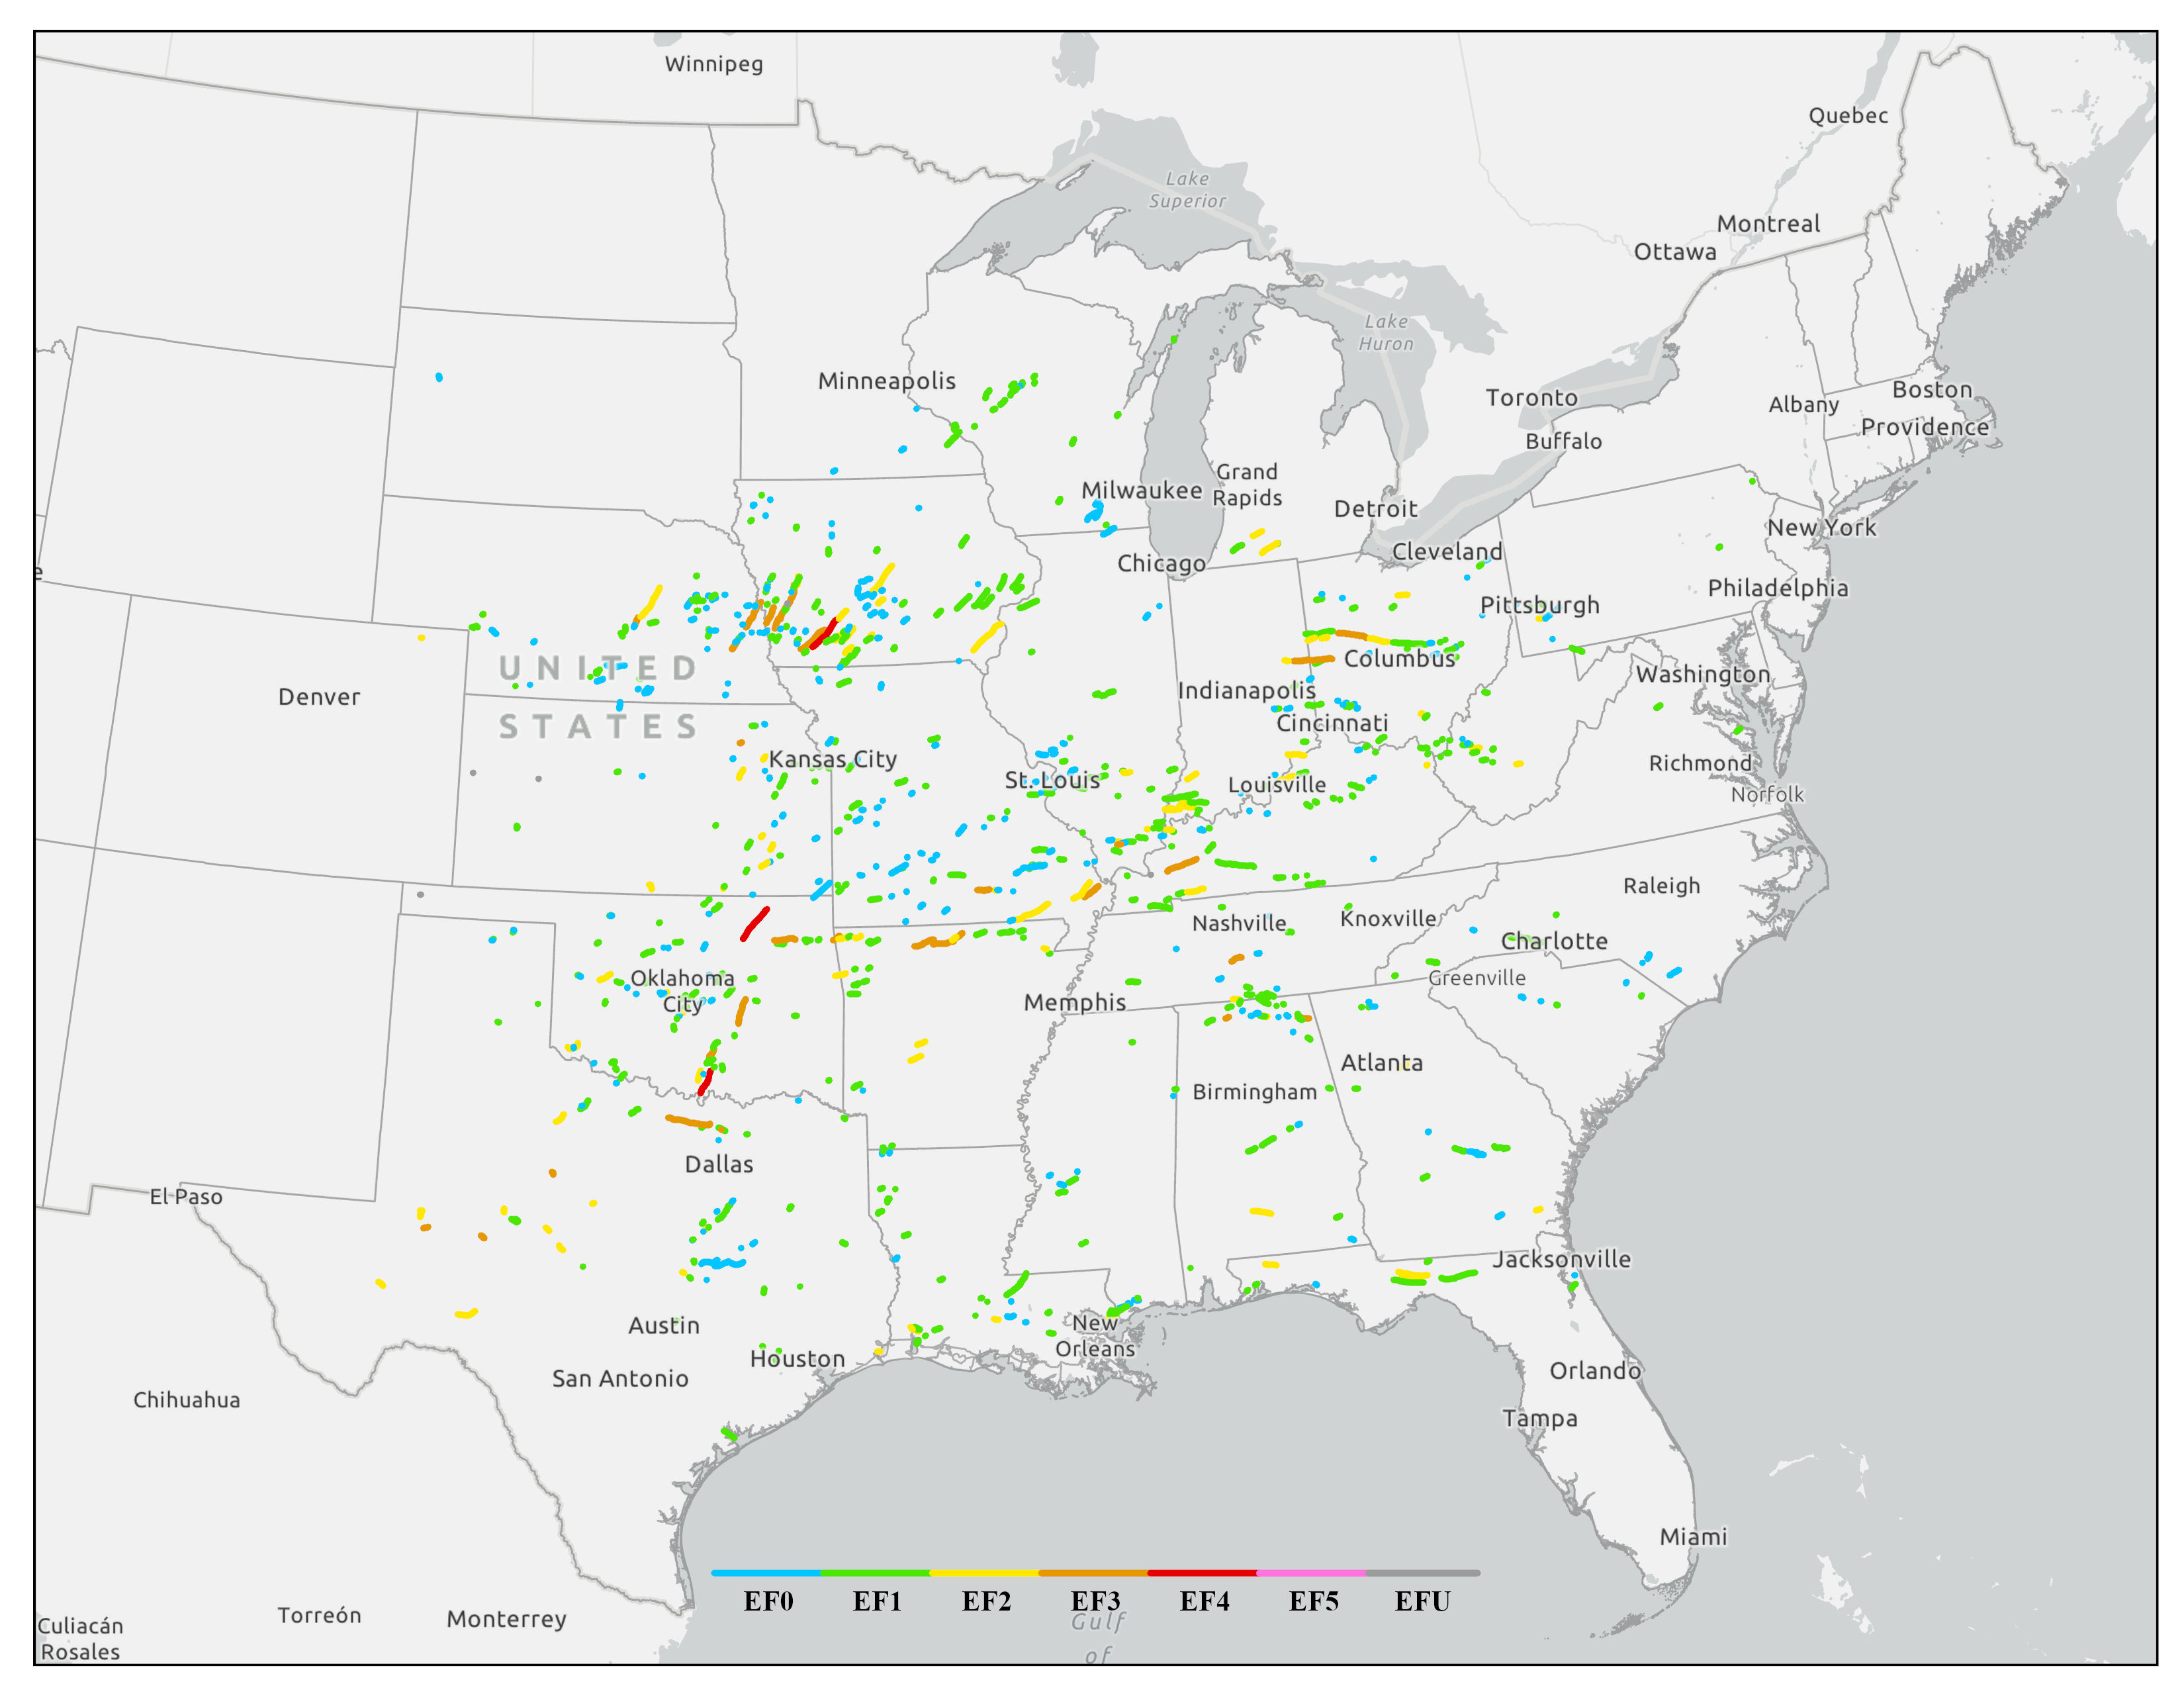 Winnipeg
Quebec
Lake
Superior
Montreal
Ottawa
Lake
Huron
Minneapolis
Toronto
Boston
Albany
Providence
Buffalo
Grand
Rapids
Milwaukee
Detroit
New York
Cleveland
Chicago
Philadelphia
Pittsburgh
UNITED
STATES
Columbus
Washington
Denver
Indianapolis
Cincinnati
Kansas City
Richmond
St. Louis
Louisville
Norfolk
Raleigh
Knoxville
Nashville
Charlotte
Oklahoma
City
Greenville
Memphis
Atlanta
Birmingham
Dallas
El Paso
Jacksonville
Austin
New
Orleans
Houston
San Antonio
Orlando
Chihuahua
Tampa
Miami
EF0 EF1 EF2 EF3 EF4 EF5 EFU
Torreón
Monterrey
Gulf
of
Culiacán
Rosales